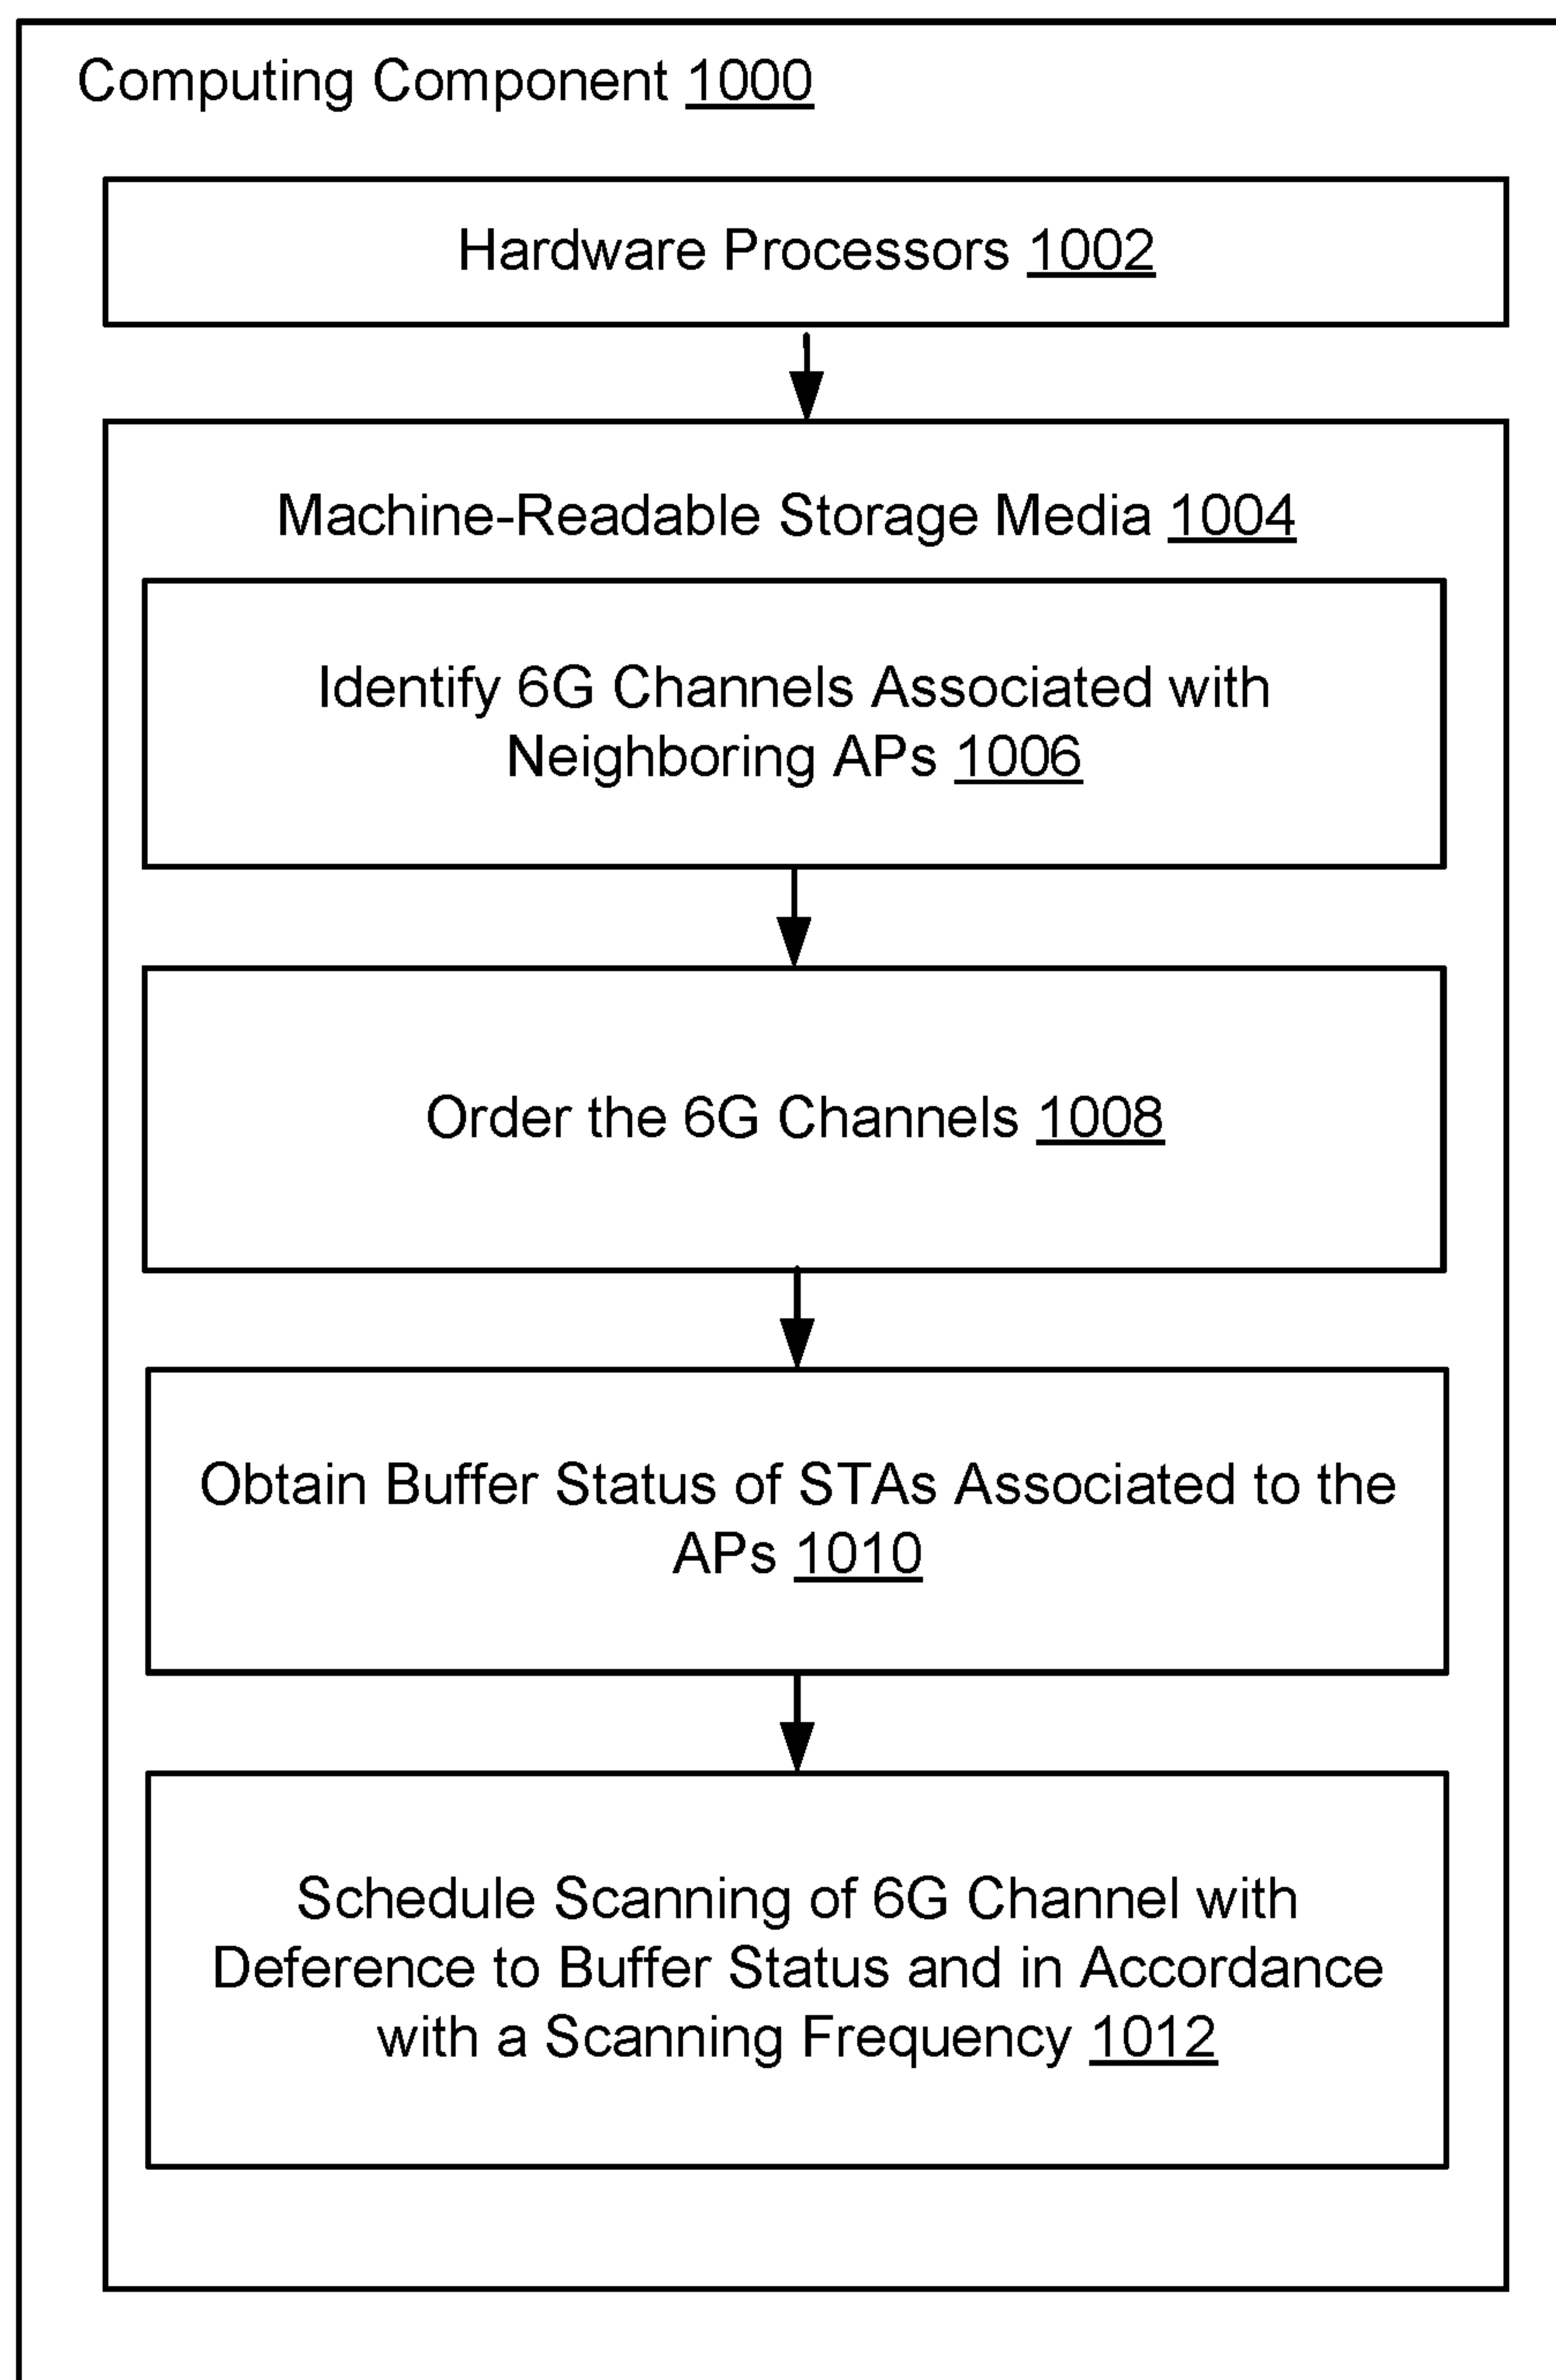 Computing Component 1000
Hardware Processors 1002
Machine-Readable Storage Media 1004
Identify 6G Channels Associated with
Neighboring APs 1006
Order the 6G Channels 1008
Obtain Buffer Status of STAs Associated to the
APs 1010
Schedule Scanning of 6G Channel with
Deference to Buffer Status and in Accordance
with a Scanning Frequency 1012